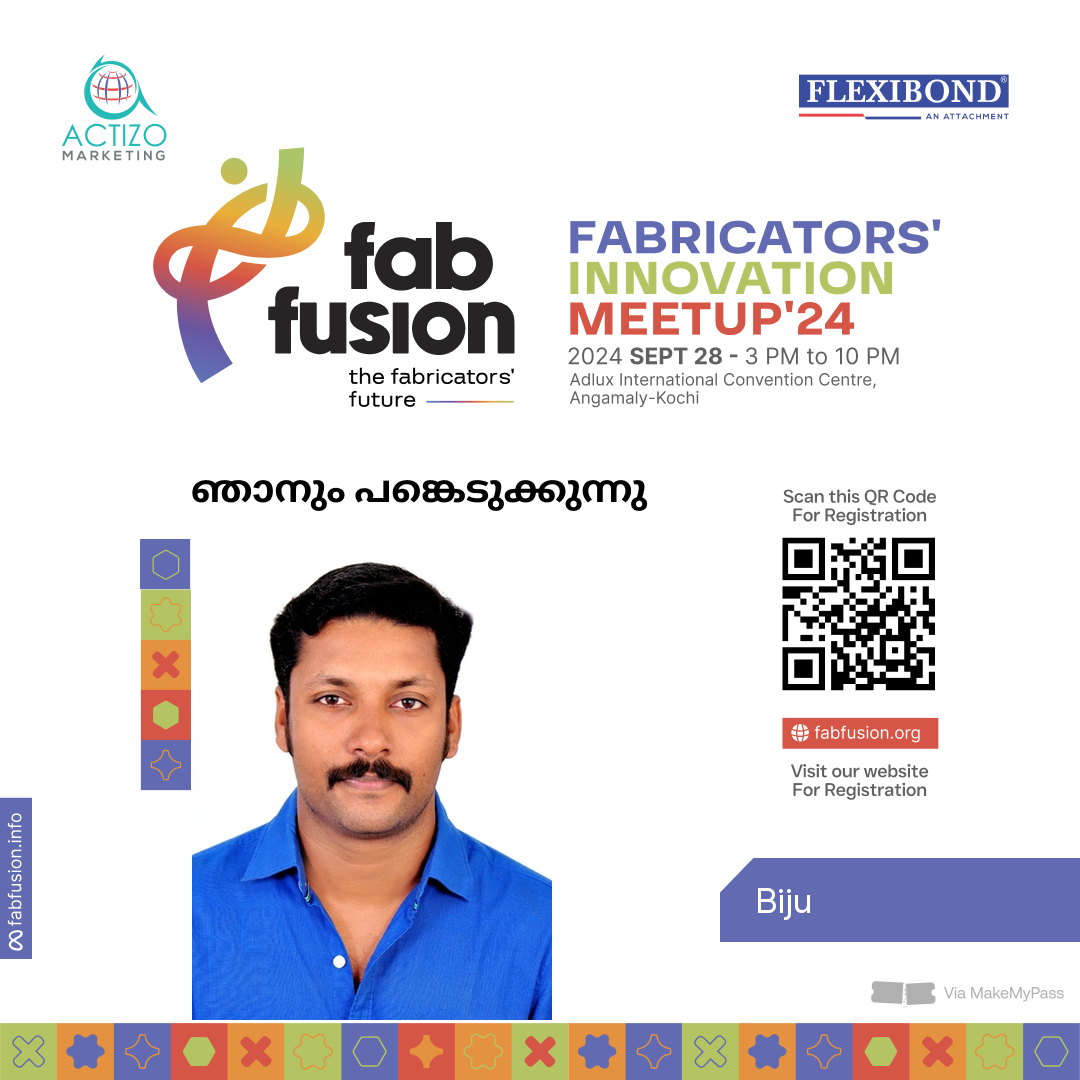 ACTIZO
MARKETING
FLEXIBOND®
AN ATTACHMENT
fab
fusion
the fabricators'
future
FABRICATORS'
INNOVATION
MEETUP'24
2024 SEPT 28 - 3 PM to 10 PM
Adlux International Convention Centre,
Angamaly-Kochi
ഞാനും പങ്കെടുക്കുന്നു
Scan this QR Code
For Registration
fabfusion.org
Visit our website
For Registration
fabfusion.info
Biju
Via MakeMyPass